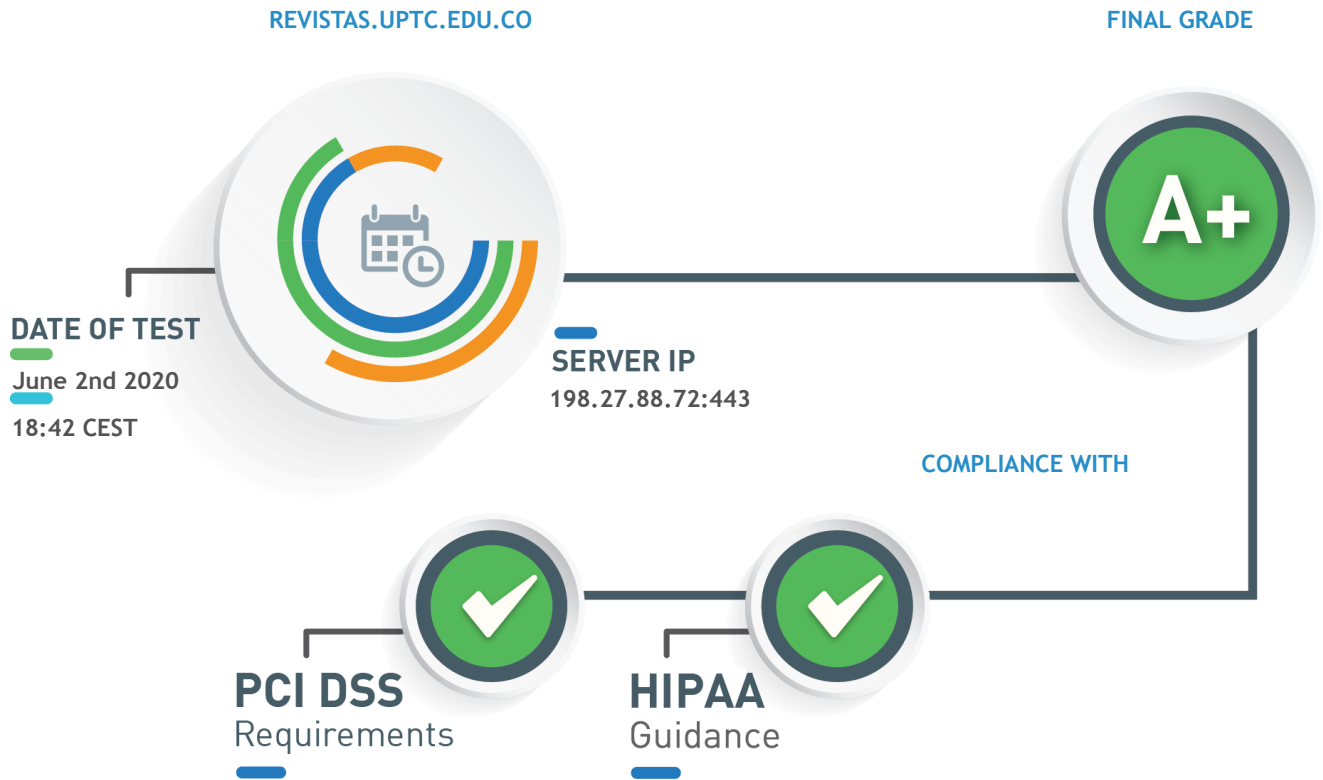 REVISTAS.UPTC.EDU.CO
FINAL GRADE
A+
DATE OF TEST
June 2nd 2020
18:42 CEST
SERVER IP
198.27.88.72:443
COMPLIANCE WITH
PCI DSS
Requirements
HIPAA
Guidance